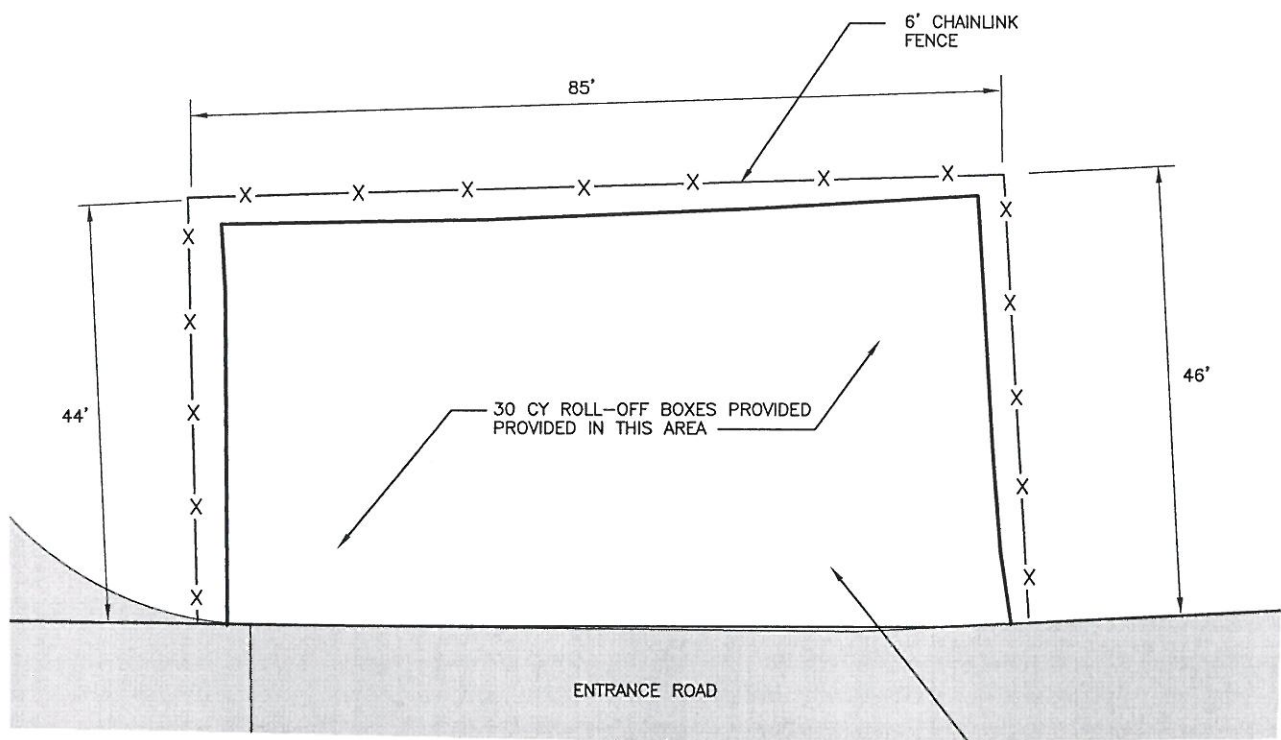 6' CHAINLINK
FENCE
85'
44'
46'
30 CY ROLL-OFF BOXES PROVIDED
PROVIDED IN THIS AREA
ENTRANCE ROAD